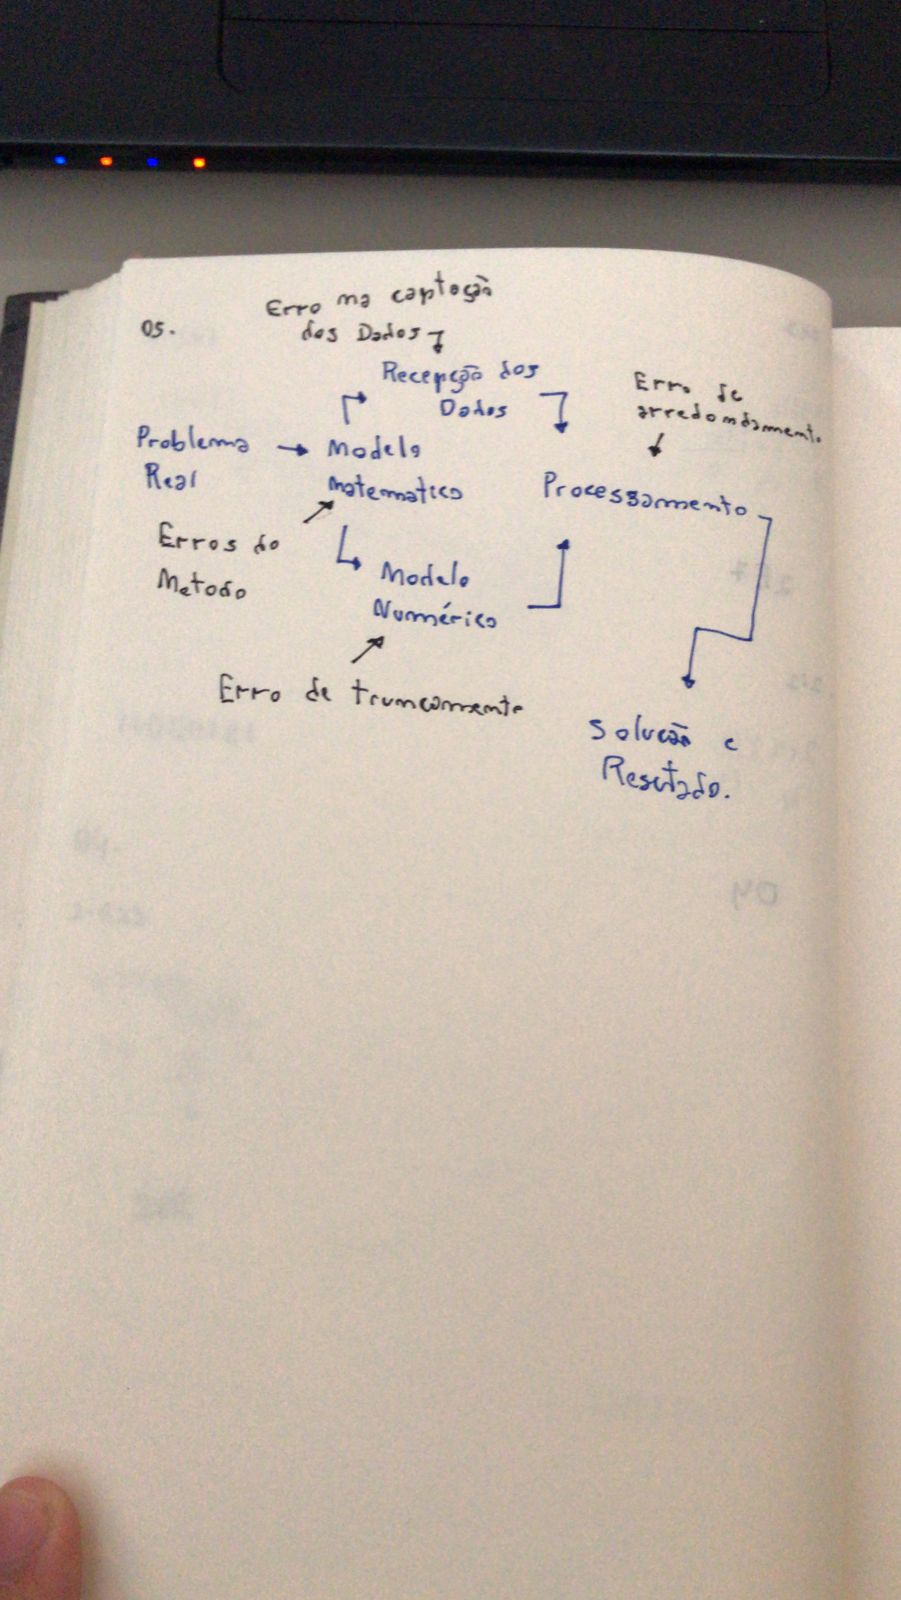 05.
Erro na captação
dos Dados
Recepção dos
Dados
Erro de
arredondamento
Problema
Real
Modelo
matematico
Processamento
Erros do
Metodo
Modelo
Numérico
Erro de truncamento
Solução e
Resutado.